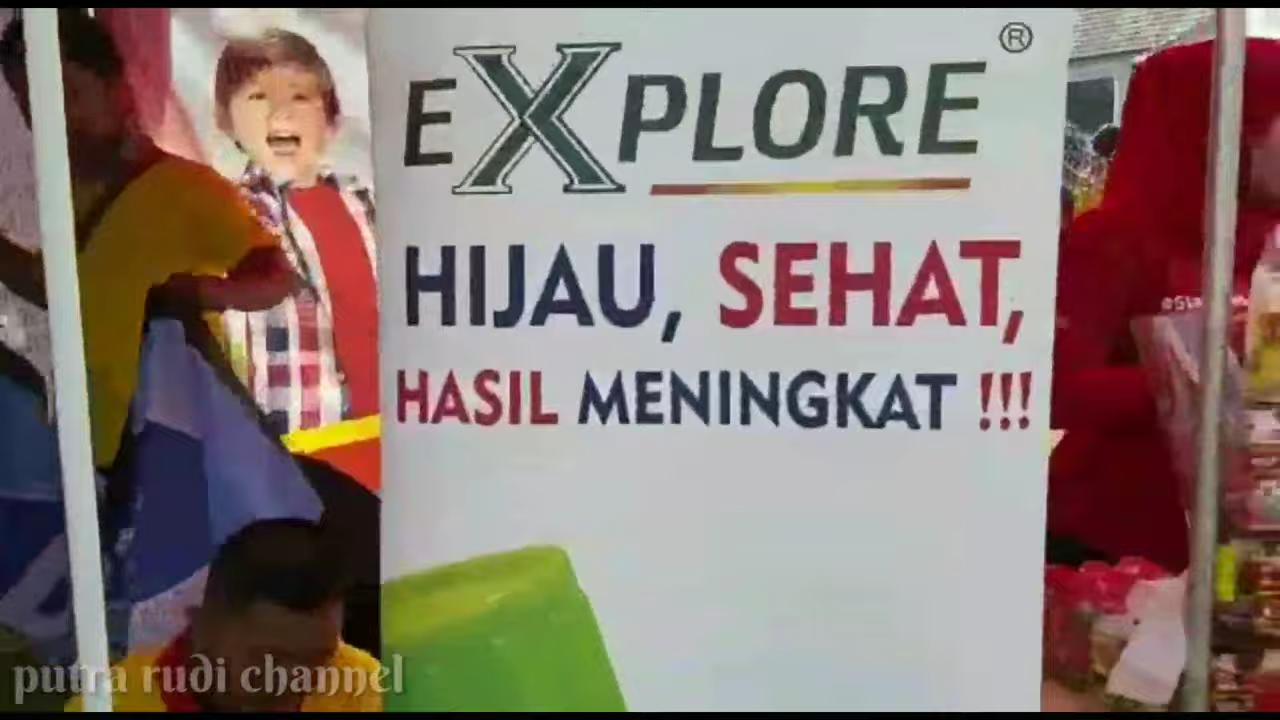 EXPLORE ®
HIJAU, SEHAT,
HASIL MENINGKAT !!!
putra rudi channel